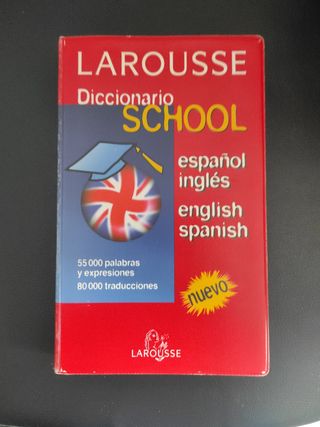 LAROUSSE
Diccionario
SCHOOL
español
inglés
english
spanish
55 000 palabras
y expresiones
80 000 traducciones
nuevo
LAROUSSE